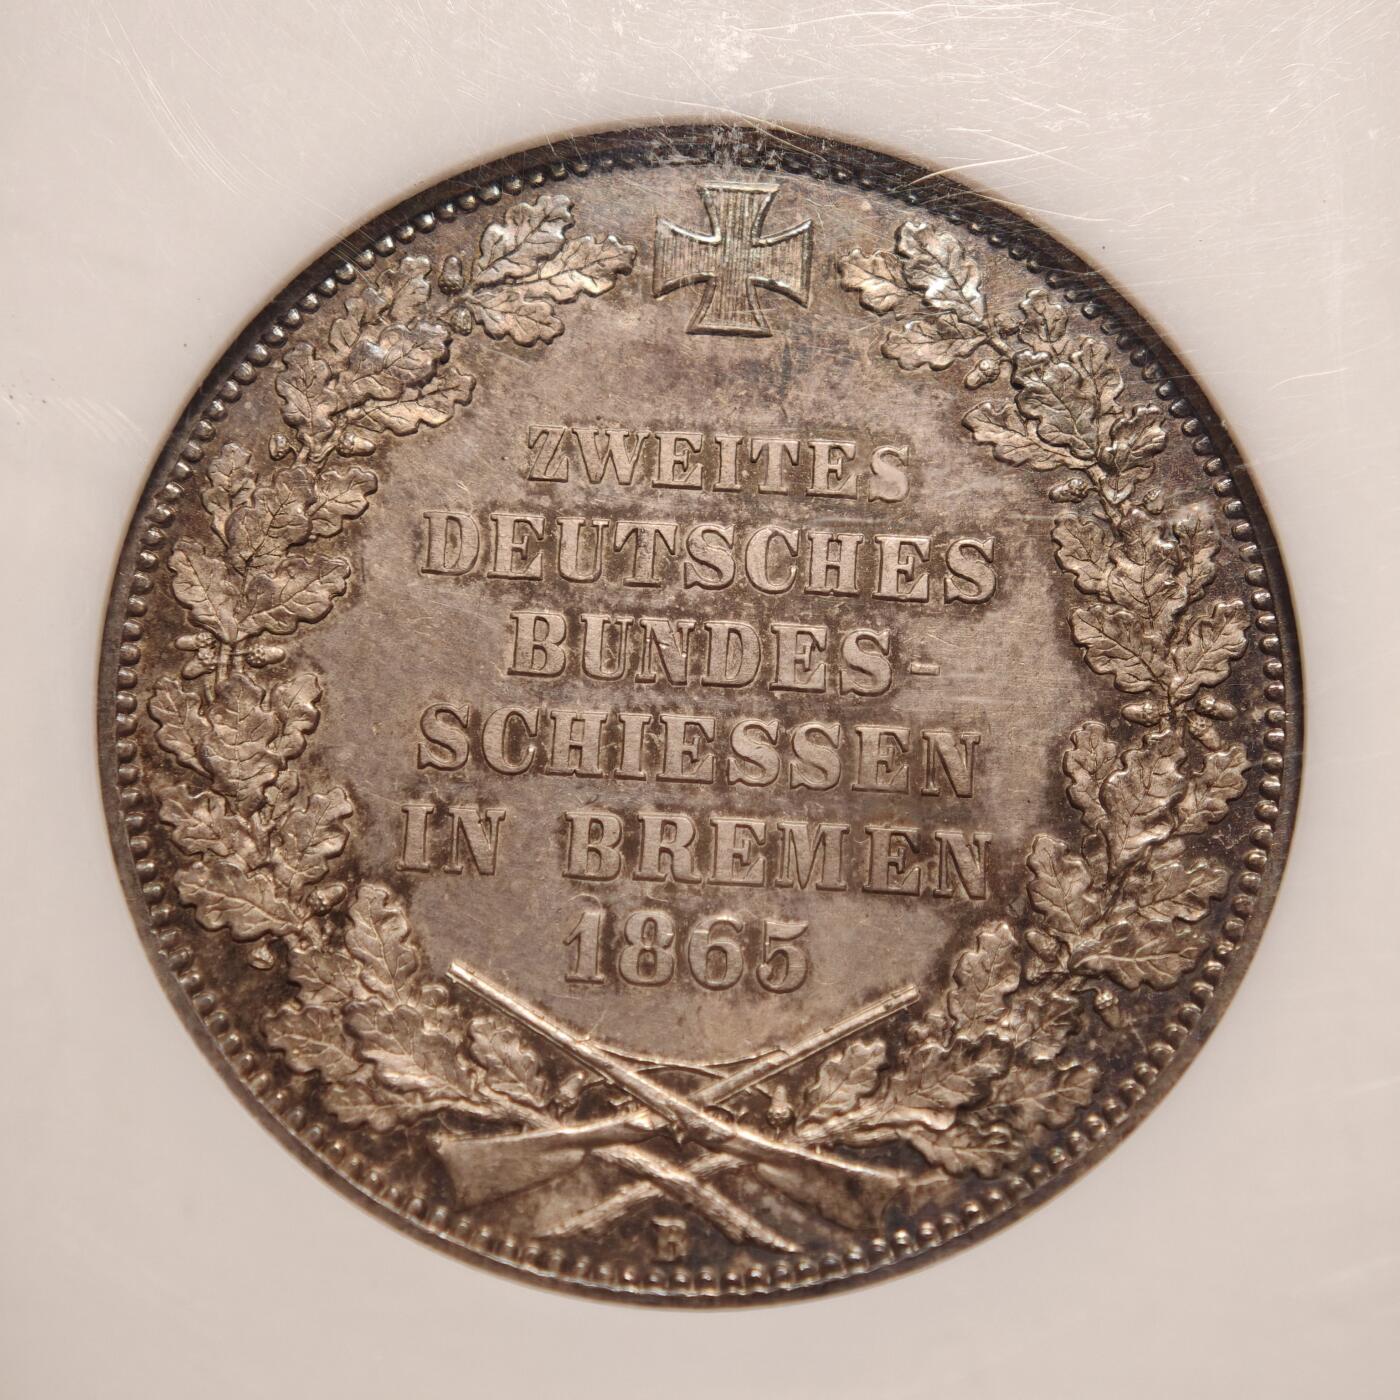 ZWEITES
DEUTSCHES
BUNDES-
SCHIESSEN
IN BREMEN
1865
B